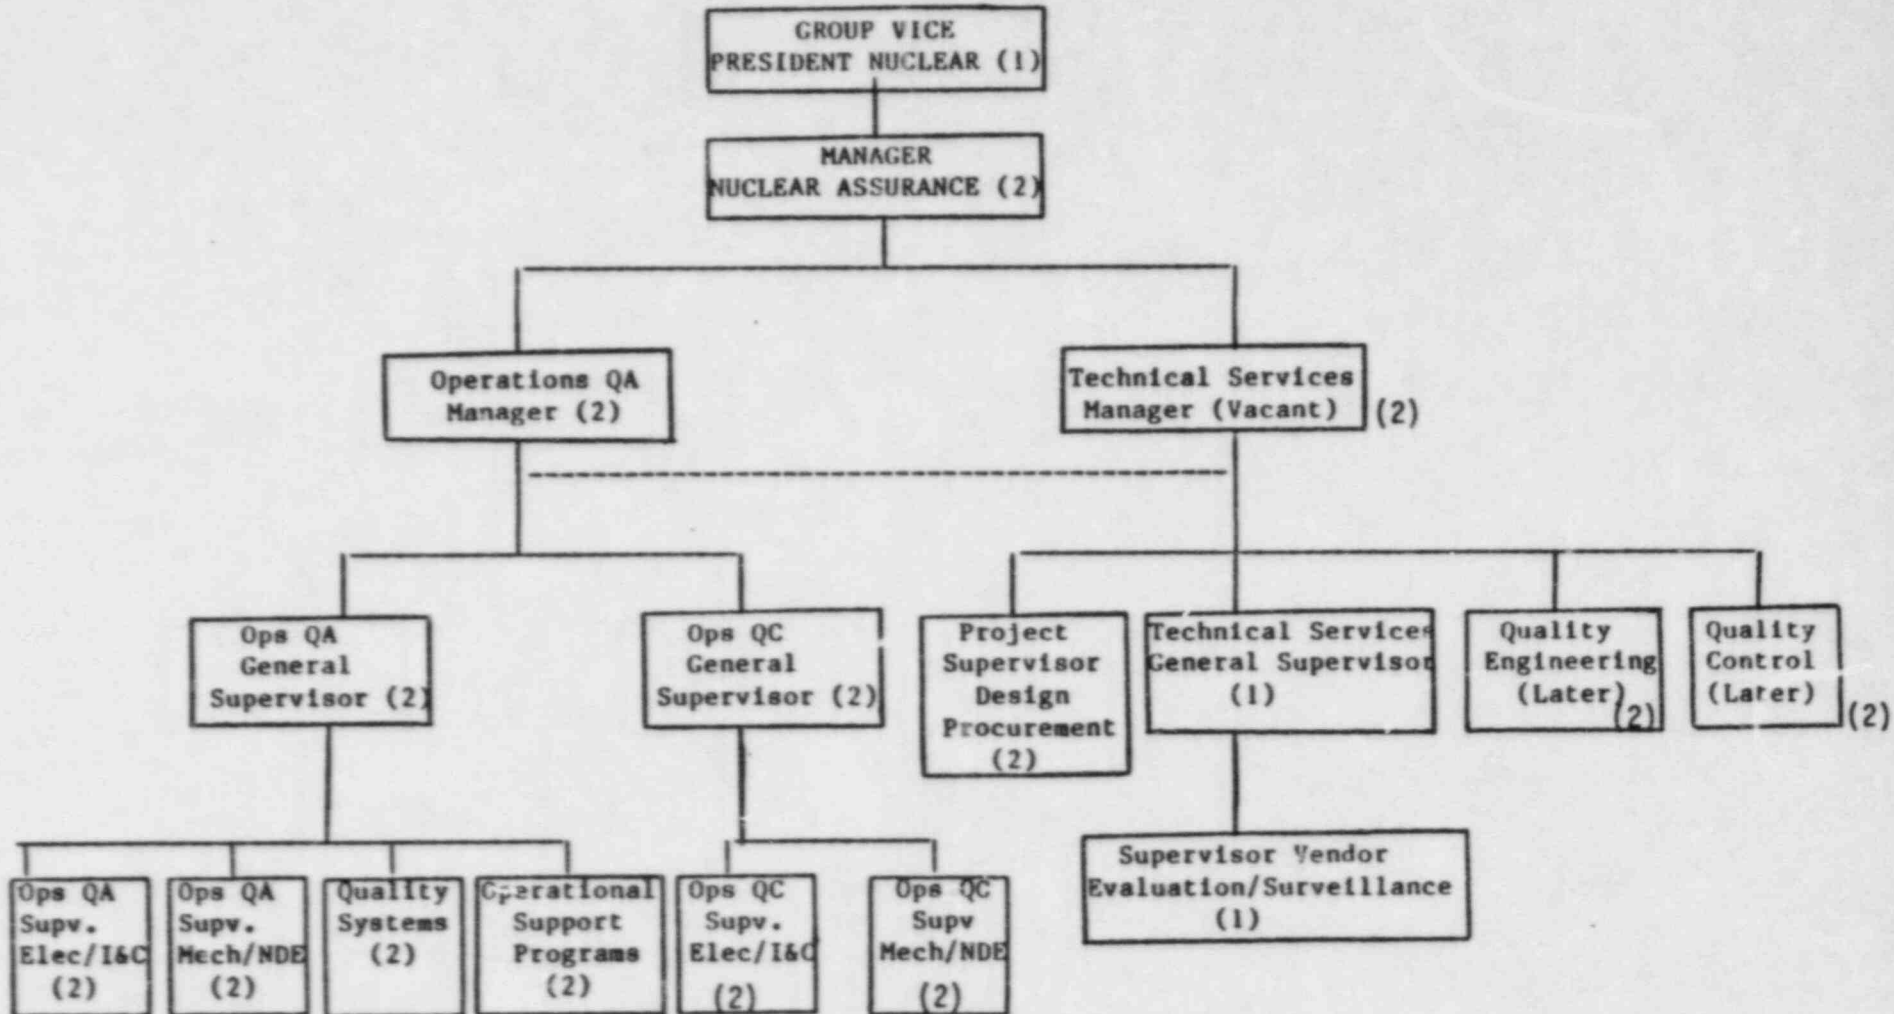 GROUP VICE
PRESIDENT NUCLEAR (1)
MANAGER
NUCLEAR ASSURANCE (2)
Operations QA
Manager (2)
Technical Services
Manager (Vacant)
(2)
Ops QA
General
Supervisor (2)
Ops QC
General
Supervisor (2)
Project
Supervisor
Design
Procurement
(2)
Technical Services
General Supervisor
(1)
Quality
Engineering
(Later)
(2)
Quality
Control
(Later)
(2)
Ops QA
Supv.
Elec/I&C
(2)
Ops QA
Supv.
Mech/NDE
(2)
Quality
Systems
(2)
Operational
Support
Programs
(2)
Ops QC
Supv.
Elec/I&C
(2)
Ops QC
Supv
Mech/NDE
(2)
Supervisor Vendor
Evaluation/Surveillance
(1)